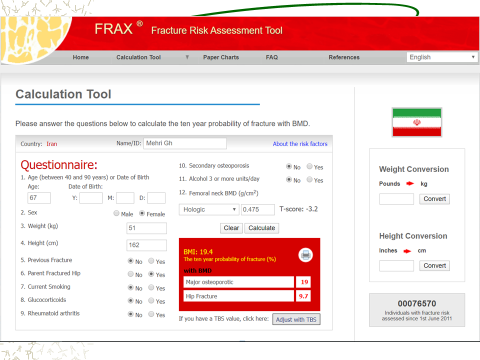 FRAX ® Fracture Risk Assessment Tool
Home Calculation Tool ▼ Paper Charts FAQ References English
Calculation Tool
Please answer the questions below to calculate the ten year probability of fracture with BMD.
Country: Iran Name/ID: Mehri Gh About the risk factors
Questionnaire:
1. Age (between 40 and 90 years) or Date of Birth
Age: Date of Birth:
67 Y: M: D:
2. Sex Male Female
3. Weight (kg) 51
4. Height (cm) 162
5. Previous Fracture No Yes
6. Parent Fractured Hip No Yes
7. Current Smoking No Yes
8. Glucocorticoids No Yes
9. Rheumatoid arthritis No Yes
10. Secondary osteoporosis No Yes
11. Alcohol 3 or more units/day No Yes
12. Femoral neck BMD (g/cm²)
Hologic 0.475 T-score: -3.2
Clear Calculate
BMI: 19.4
The ten year probability of fracture (%)
with BMD
Major osteoporotic 19
Hip Fracture 9.7
If you have a TBS value, click here: Adjust with TBS
Weight Conversion
Pounds kg
Convert
Height Conversion
Inches cm
Convert
00076570
Individuals with fracture risk
assessed since 1st June 2011